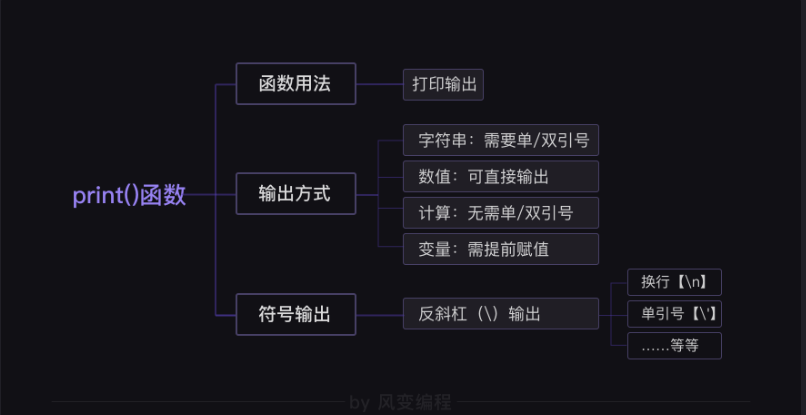 print()函数
函数用法
打印输出
输出方式
字符串：需要单/双引号
数值：可直接输出
计算：无需单/双引号
变量：需提前赋值
符号输出
反斜杠（\）输出
换行【\n】
单引号【\'】
……等等
by 风变编程